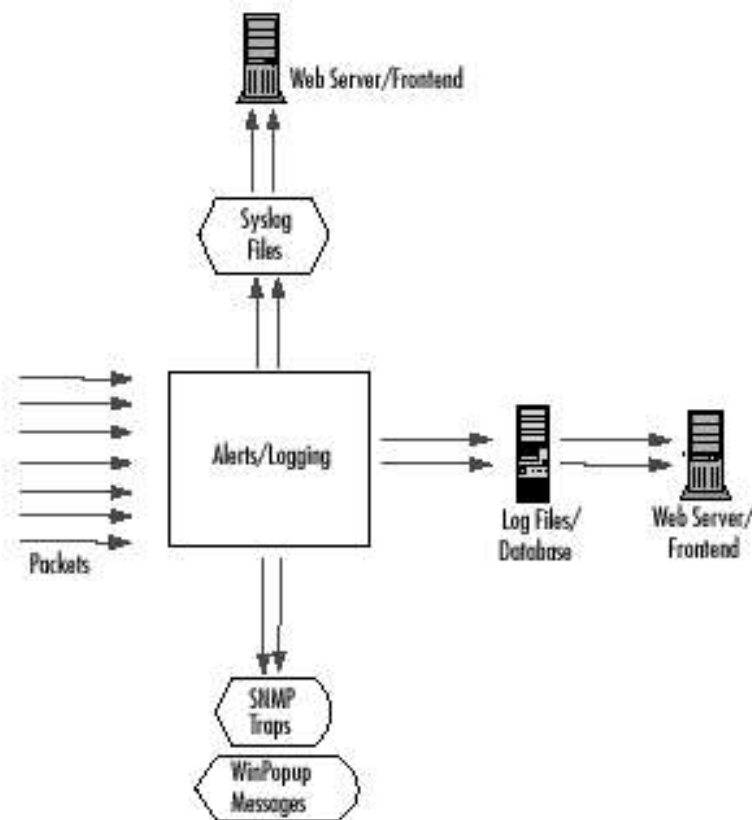 Web Server/Frontend
Syslog
Files
Alerts/Logging
Packets
Log Files/
Database
Web Server/
Frontend
SNMP
Traps
WinPopup
Messages